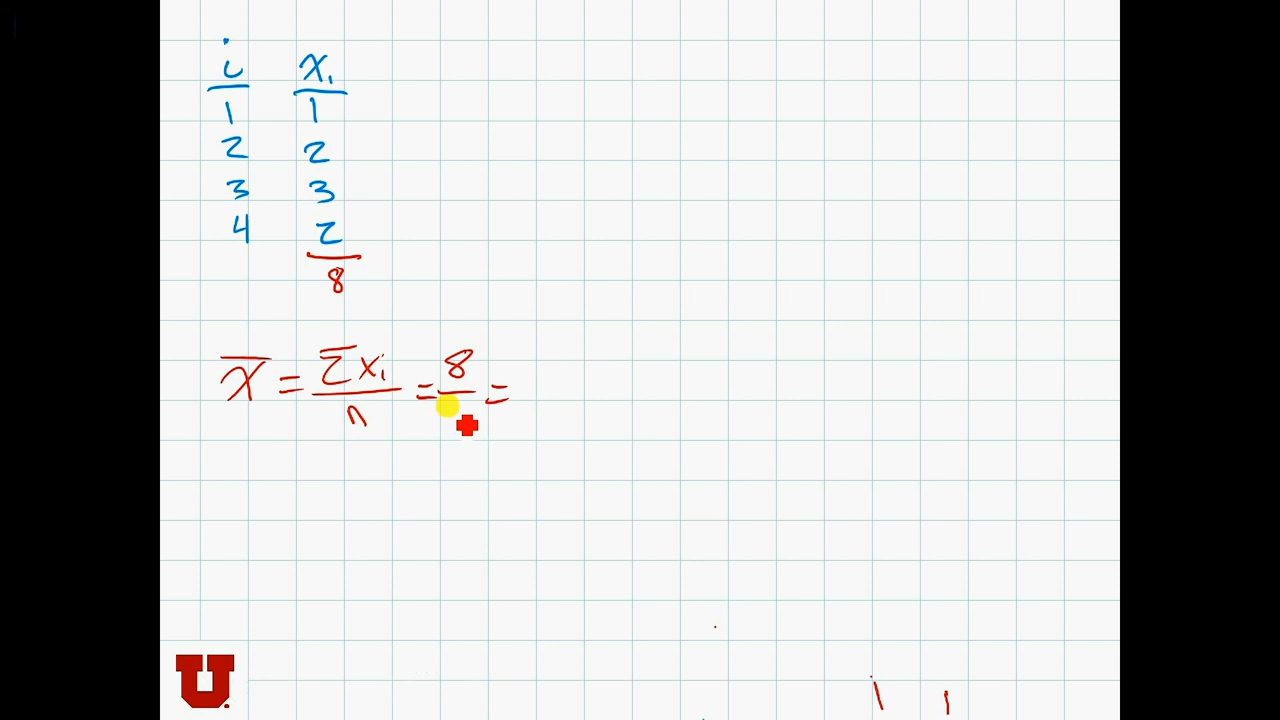 i xᵢ
1 1
2 2
3 3
4 2
8
x̄ = Σxᵢ/n = 8/ =
U